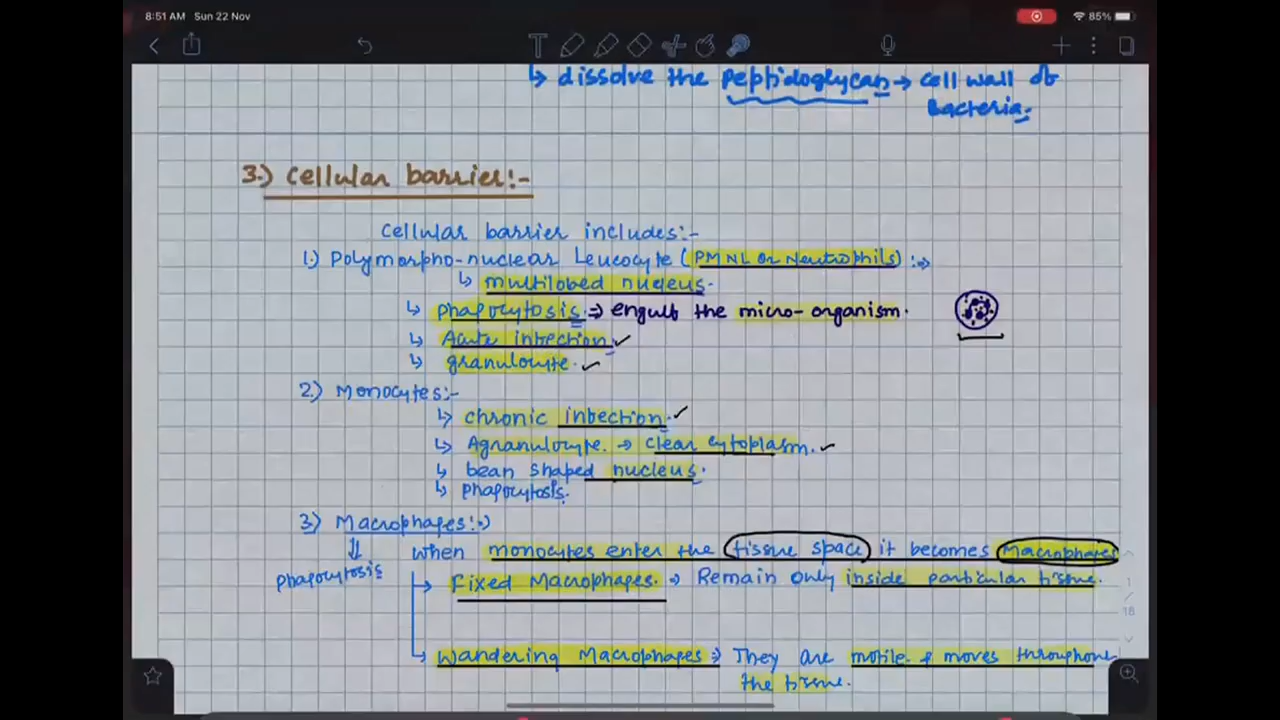 8:51 AM Sun 22 Nov
85%
↳ dissolve the peptidoglycan → cell wall of
bacteria.
3.) Cellular barrier:-
Cellular barrier includes:-
1.) Polymorpho-nuclear Leucocyte (PMNL or Neutrophils) :→
↳ multilobed nucleus.
↳ phagocytosis ⇒ engulf the micro-organism.
↳ Acute infection ✓
↳ granulocyte. ✓
2.) Monocytes:-
↳ chronic infection. ✓
↳ Agranulocyte. → clear cytoplasm. ✓
↳ bean shaped nucleus.
↳ phagocytosis.
3) Macrophages:→
⇓ when monocytes enter the tissue space it becomes Macrophages
phagocytosis
→ Fixed Macrophages. → Remain only inside particular tissue.
1
/
18
↳ Wandering Macrophages ⇒ They are motile & moves throughout
the tissue.